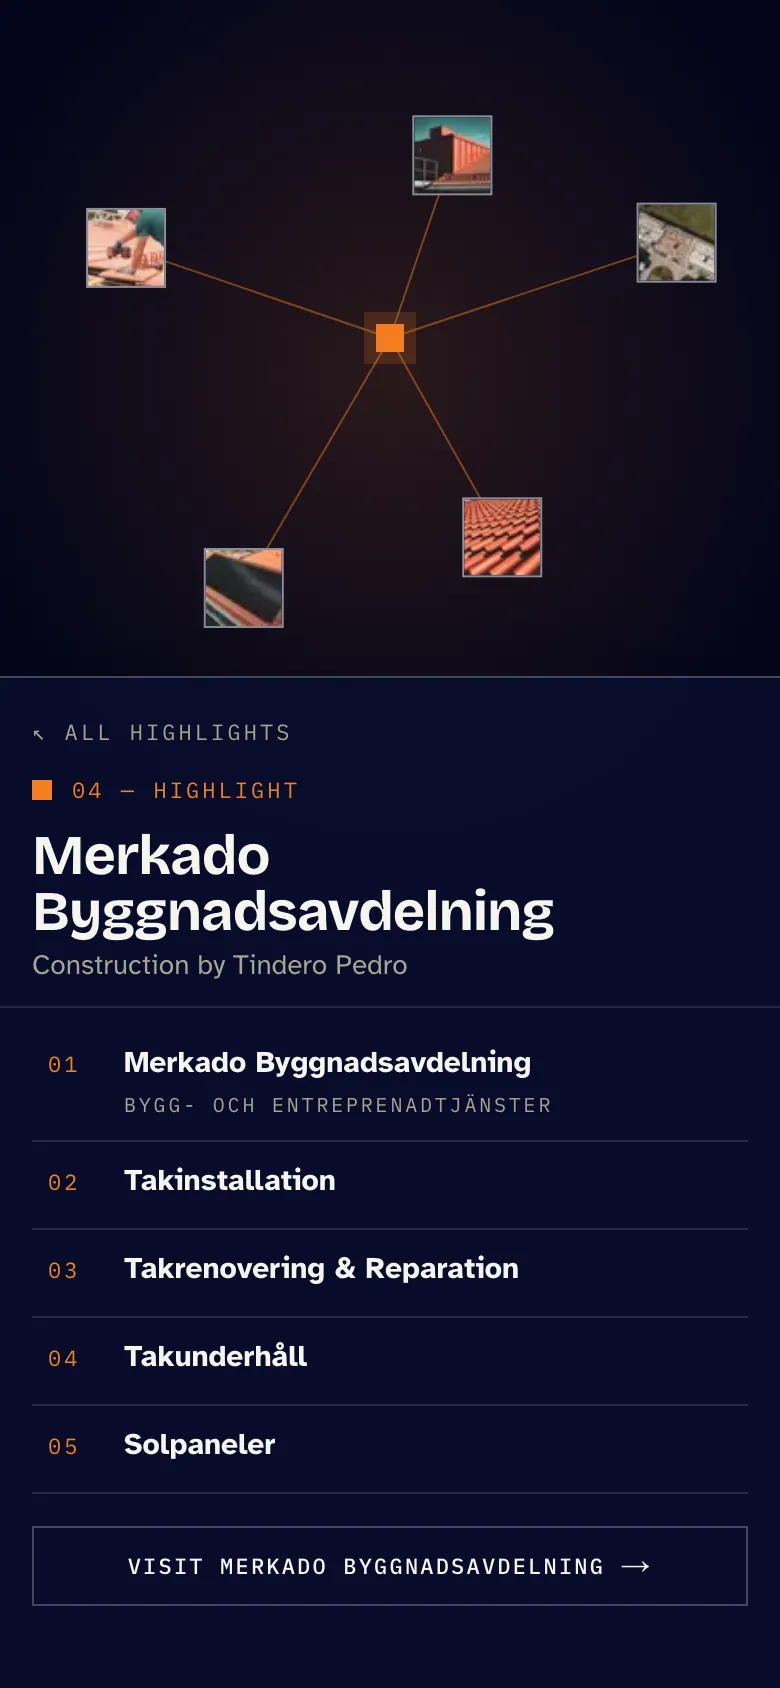 ↖ ALL HIGHLIGHTS
04 — HIGHLIGHT
Merkado
Byggnadsavdelning
Construction by Tindero Pedro
01 Merkado Byggnadsavdelning
BYGG- OCH ENTREPRENADTJÄNSTER
02 Takinstallation
03 Takrenovering & Reparation
04 Takunderhåll
05 Solpaneler
VISIT MERKADO BYGGNADSAVDELNING →